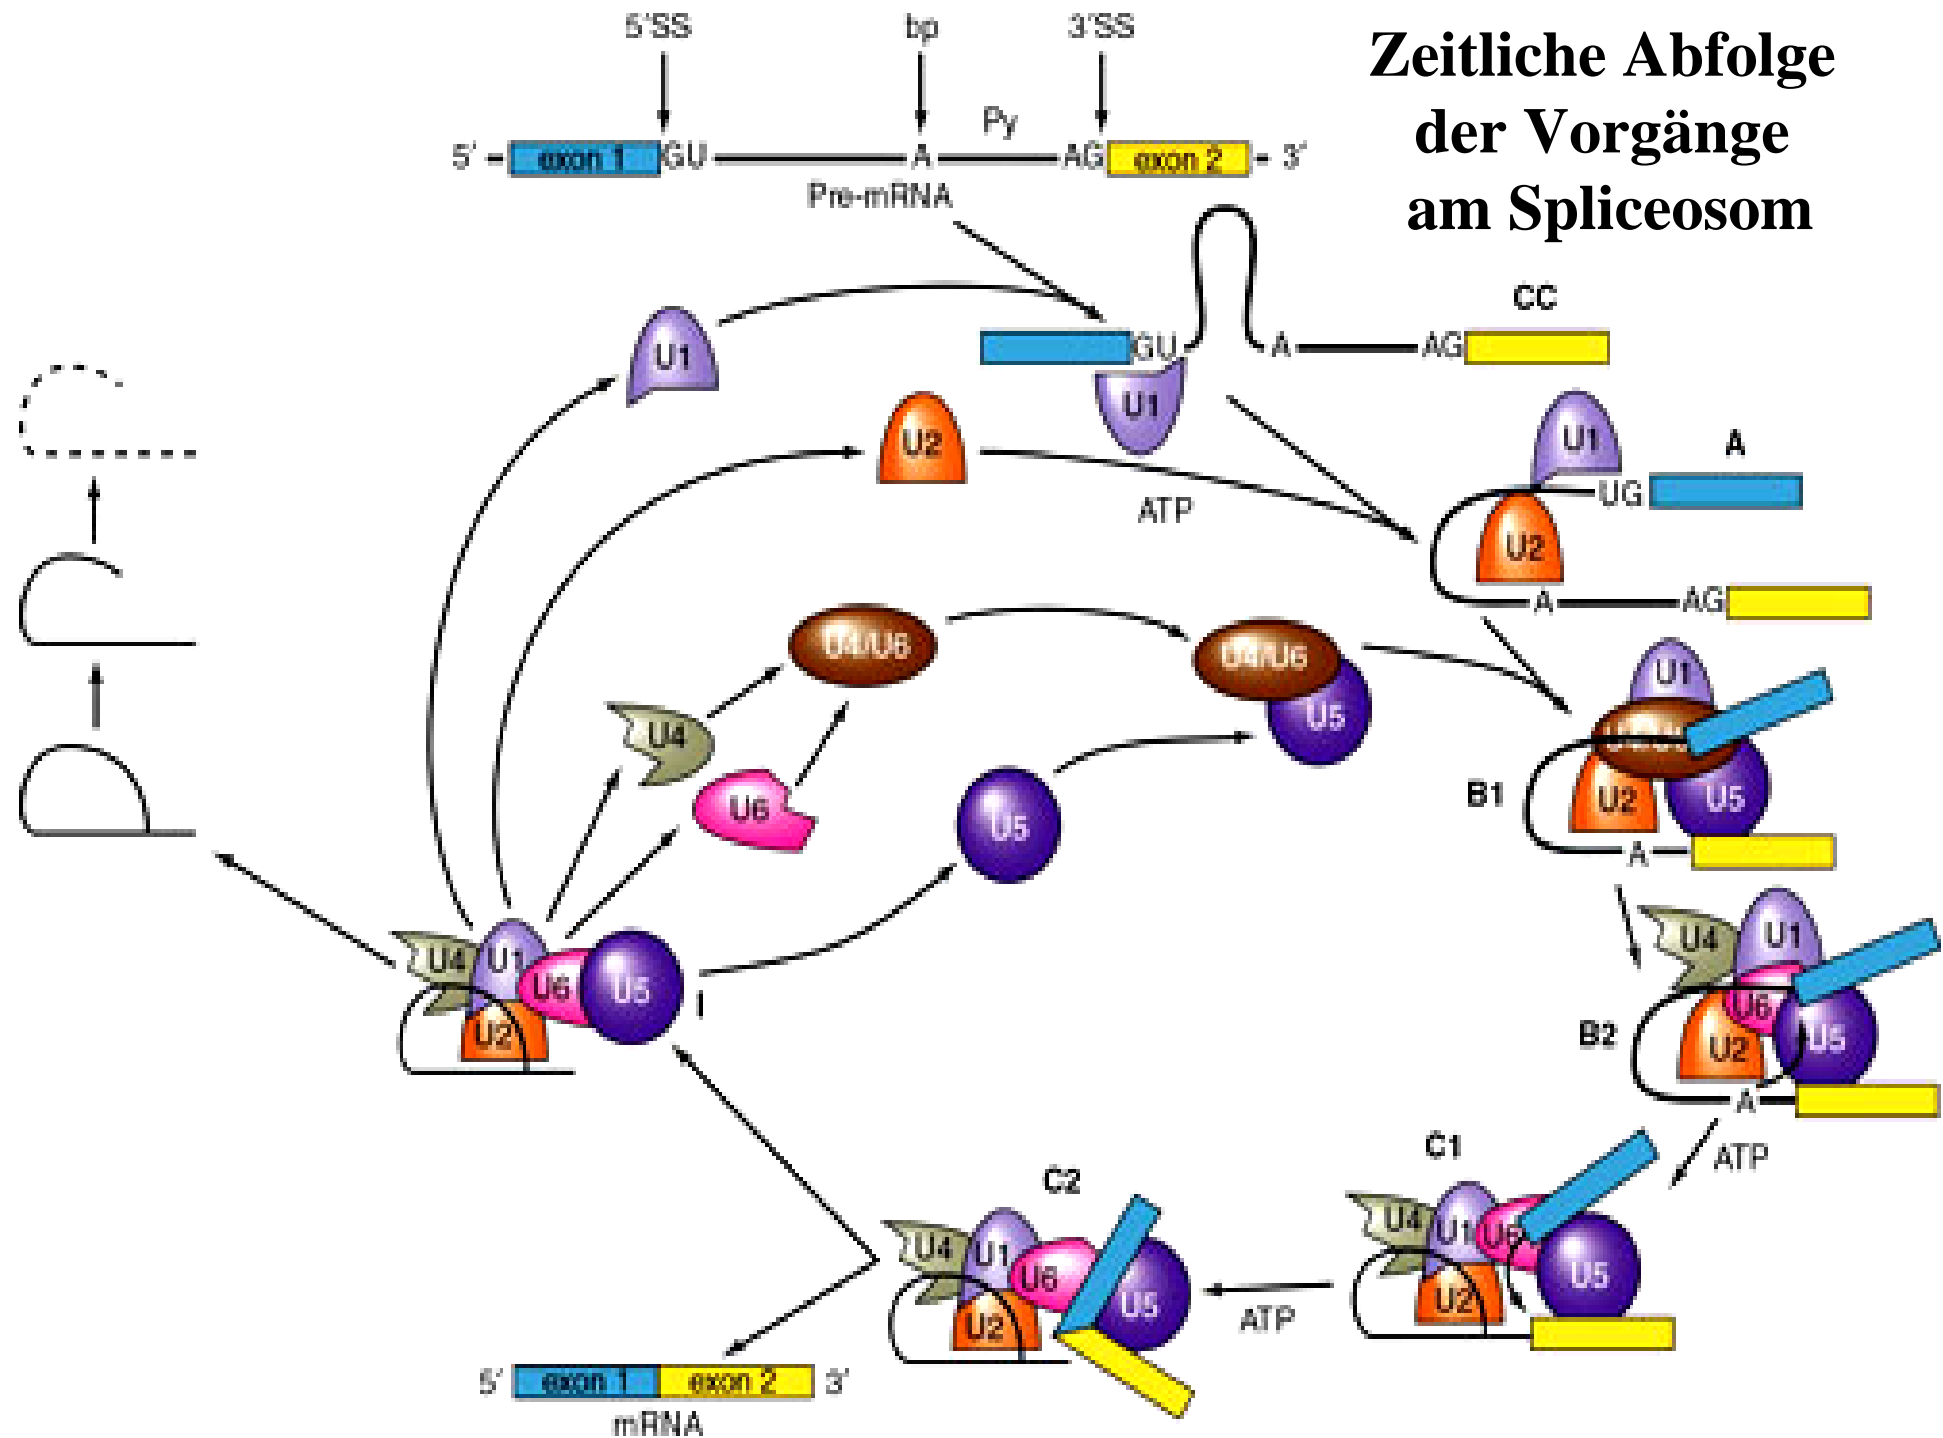 Zeitliche Abfolge
der Vorgänge
am Spliceosom
5'SS bp 3'SS
Py
5' exon 1 GU A AG exon 2 3'
Pre-mRNA
CC
U1
GU A AG
U1
U2
ATP
U1 A
UG
U2
A AG
U4/U6
U4/U6
U5
U4
U6
U5
U1
B1
U2 U5
A
U4 U1
U6
B2
U2 U5
A
ATP
U4 U1 U6 U5
U2
I
C1
U4 U1 U6
U5
U2
ATP
C2
U4 U1 U6 U5
U2
5' exon 1 exon 2 3'
mRNA